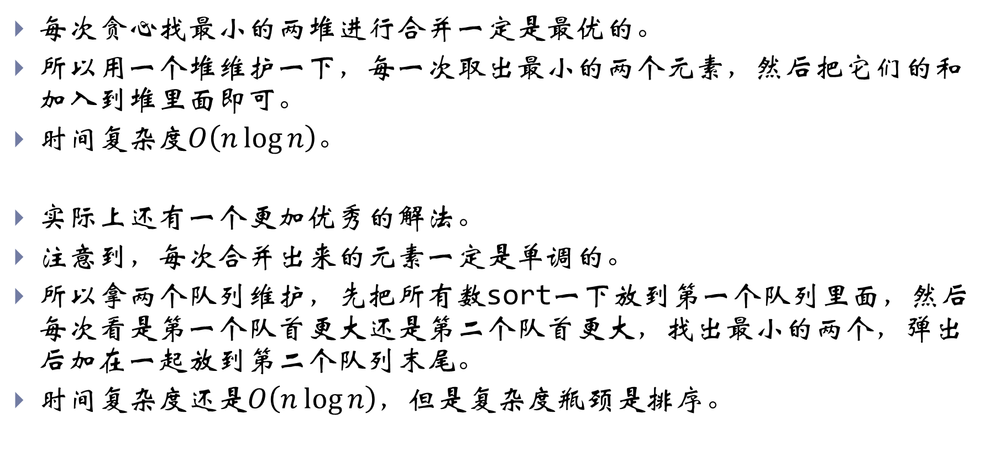 每次贪心找最小的两堆进行合并一定是最优的。
所以用一个堆维护一下，每一次取出最小的两个元素，然后把它们的和
加入到堆里面即可。
时间复杂度O(n log n)。
实际上还有一个更加优秀的解法。
注意到，每次合并出来的元素一定是单调的。
所以拿两个队列维护，先把所有数sort一下放到第一个队列里面，然后
每次看是第一个队首更大还是第二个队首更大，找出最小的两个，弹出
后加在一起放到第二个队列末尾。
时间复杂度还是O(n log n)，但是复杂度瓶颈是排序。